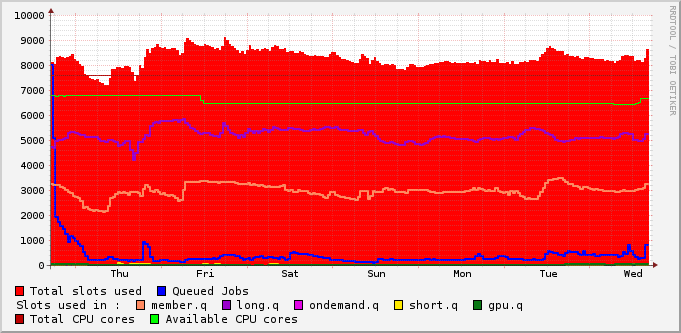 10000
9000
8000
7000
6000
5000
4000
3000
2000
1000
0
Thu Fri Sat Sun Mon Tue Wed
RRDTOOL / TOBI OETIKER
Total slots used Queued Jobs
Slots used in : member.q long.q ondemand.q short.q gpu.q
Total CPU cores Available CPU cores